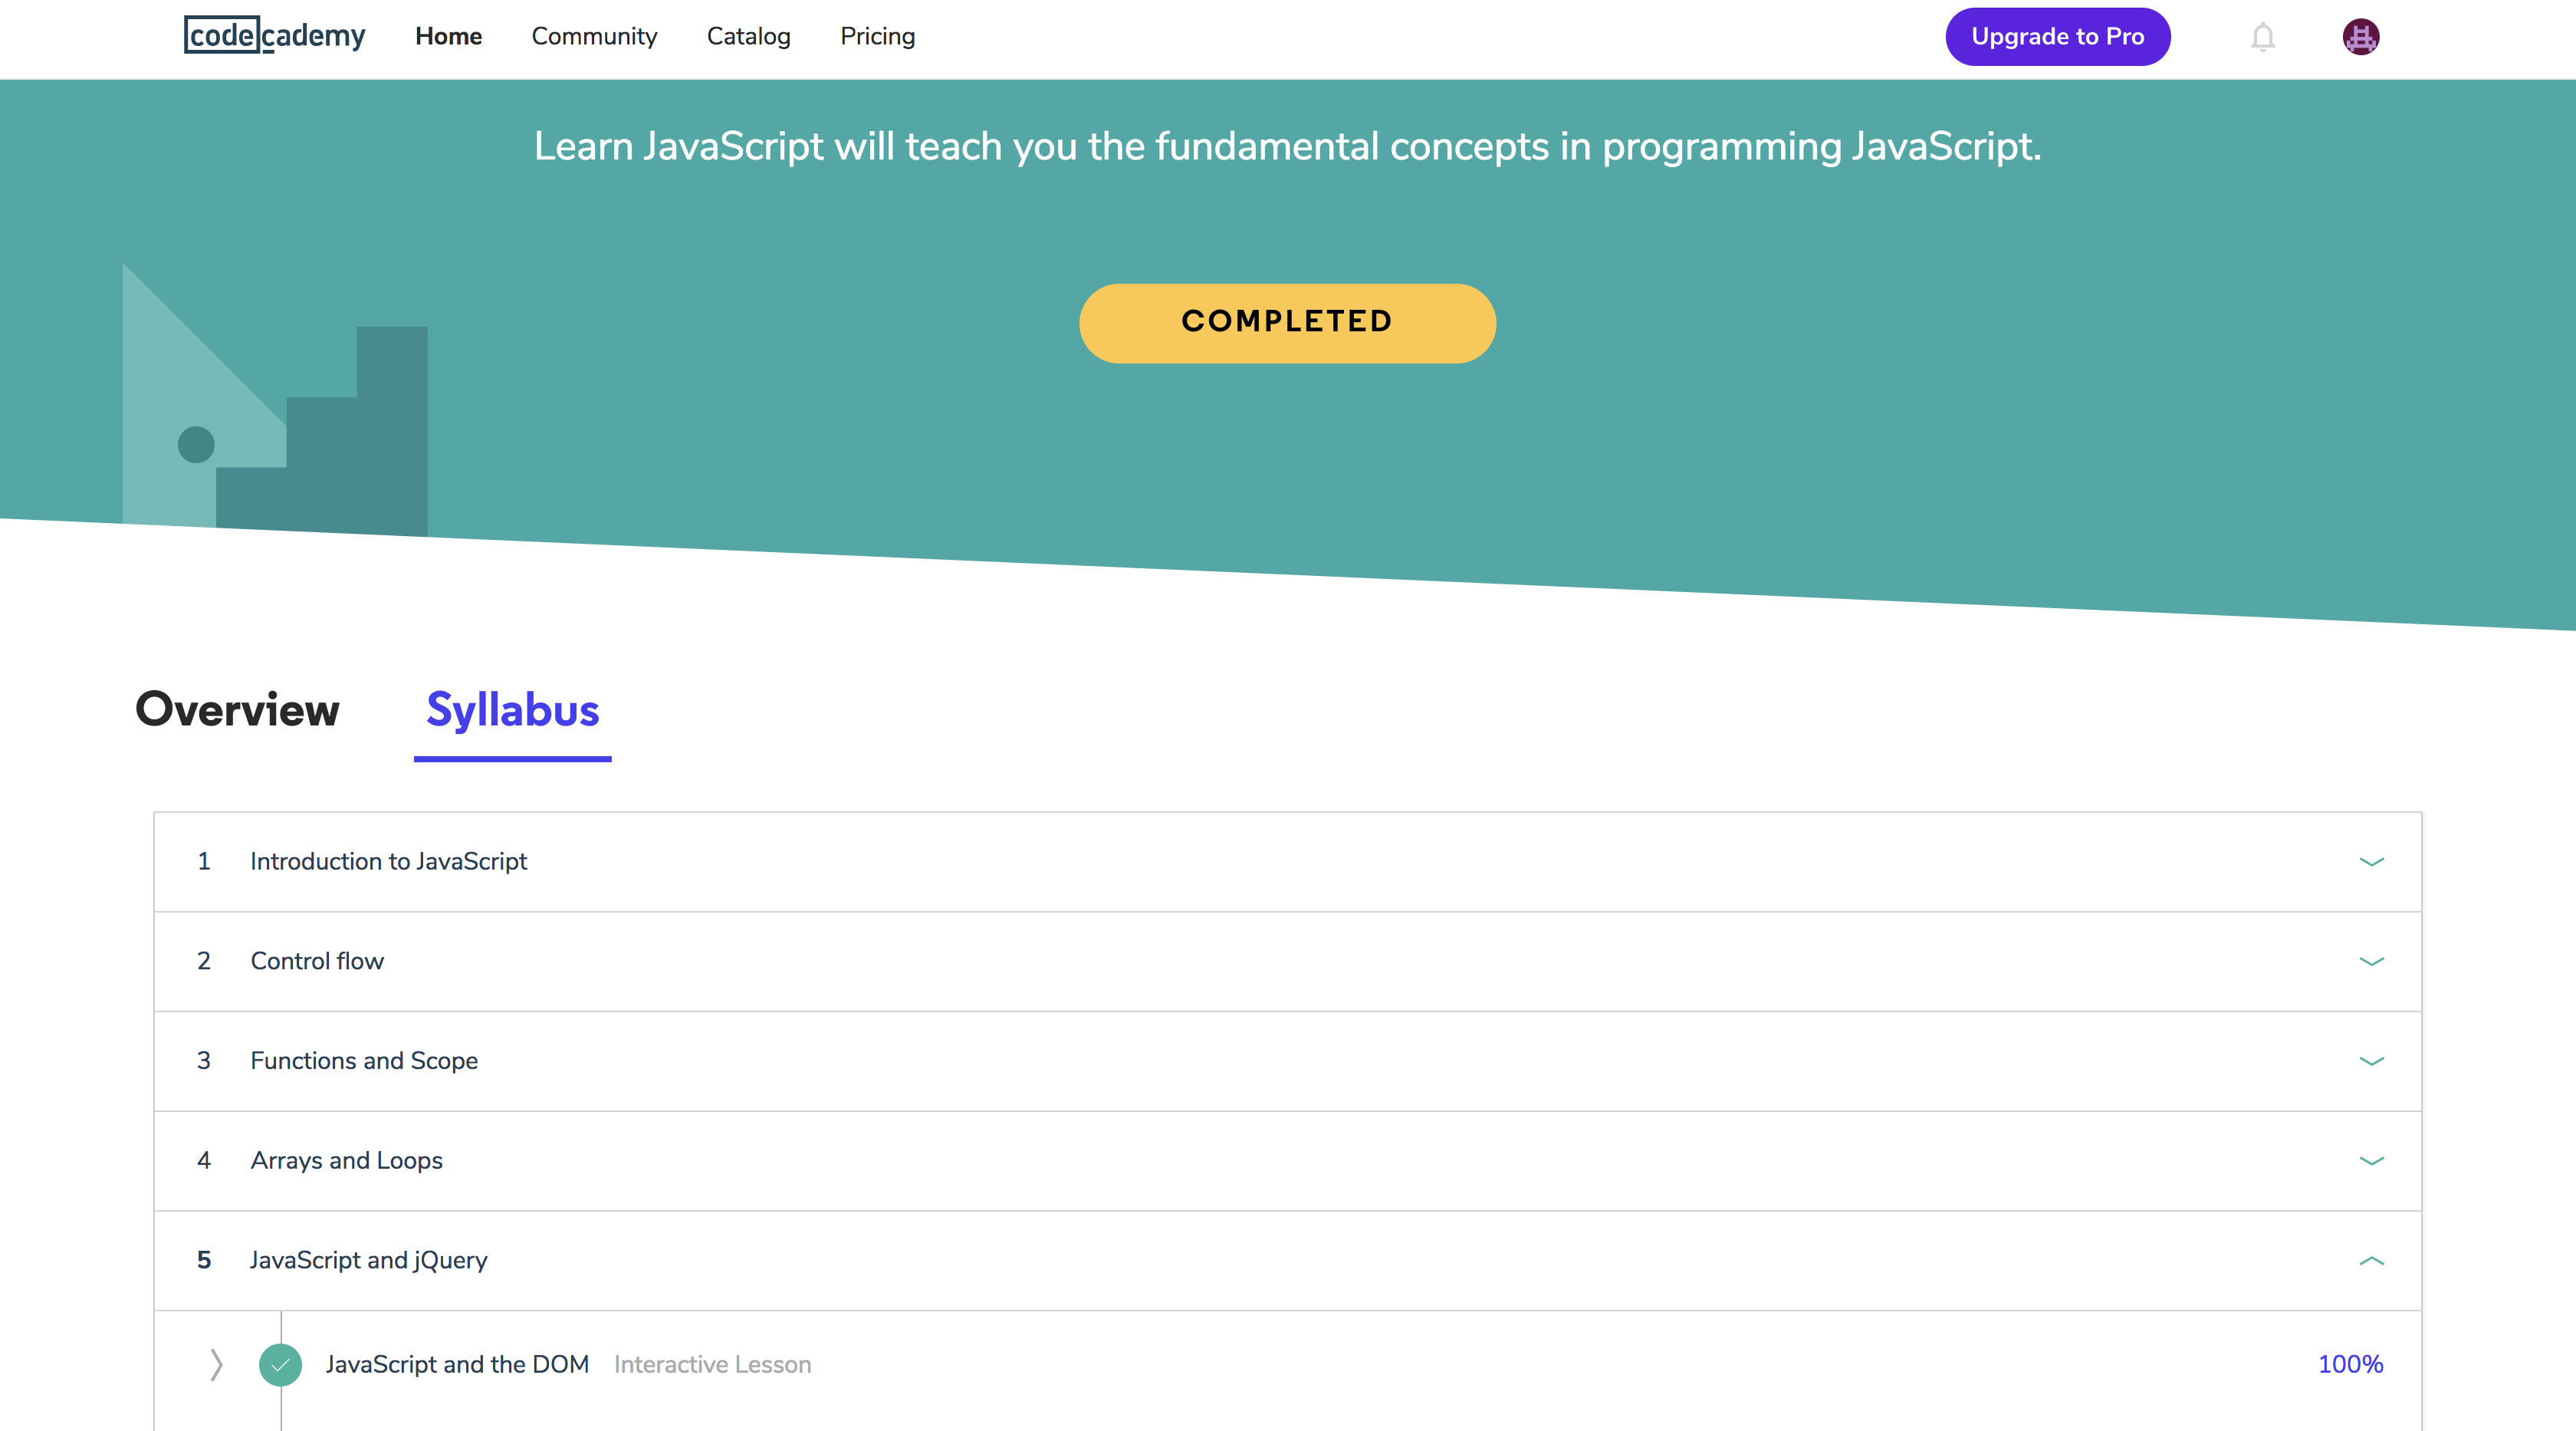 codecademy Home Community Catalog Pricing Upgrade to Pro
Learn JavaScript will teach you the fundamental concepts in programming JavaScript.
COMPLETED
Overview Syllabus
1 Introduction to JavaScript
2 Control flow
3 Functions and Scope
4 Arrays and Loops
5 JavaScript and jQuery
JavaScript and the DOM Interactive Lesson 100%